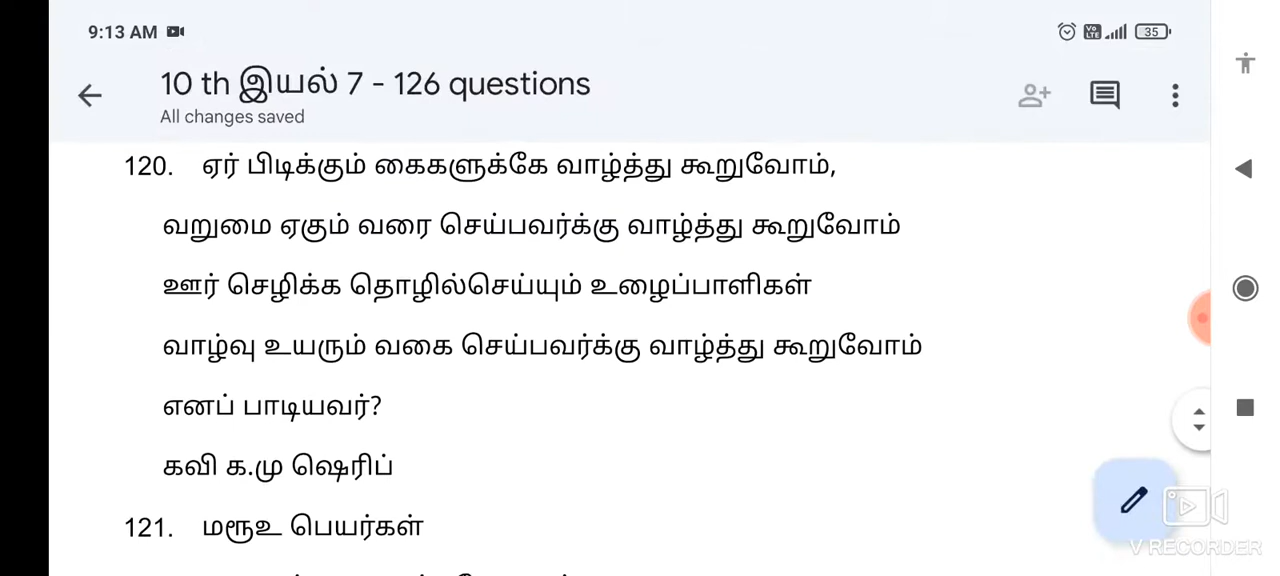 9:13 AM
35
10 th இயல் 7 - 126 questions
All changes saved
120. ஏர் பிடிக்கும் கைகளுக்கே வாழ்த்து கூறுவோம்,
வறுமை ஏகும் வரை செய்பவர்க்கு வாழ்த்து கூறுவோம்
ஊர் செழிக்க தொழில்செய்யும் உழைப்பாளிகள்
வாழ்வு உயரும் வகை செய்பவர்க்கு வாழ்த்து கூறுவோம்
எனப் பாடியவர்?
கவி க.மு ஷெரிப்
121. மரூஉ பெயர்கள்
V RECORDER